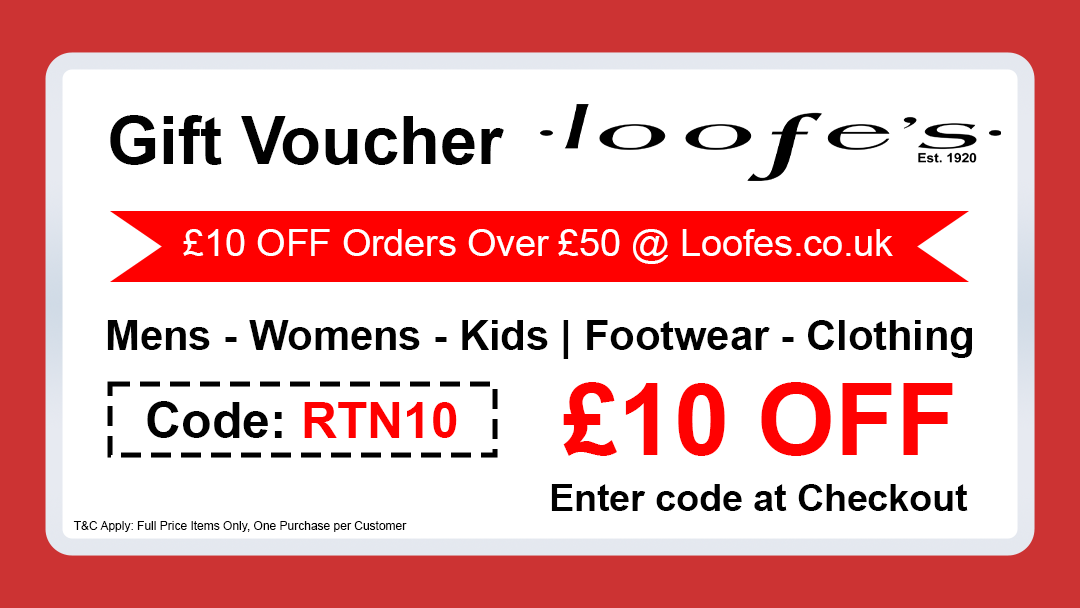 Gift Voucher
·loofe's·
Est. 1920
£10 OFF Orders Over £50 @ Loofes.co.uk
Mens - Womens - Kids | Footwear - Clothing
Code: RTN10
£10 OFF
Enter code at Checkout
T&C Apply: Full Price Items Only, One Purchase per Customer